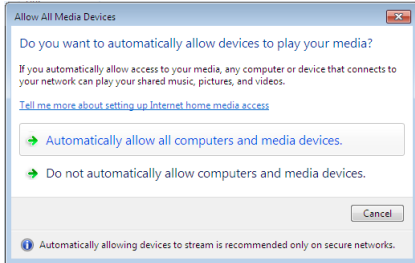 Allow All Media Devices
Do you want to automatically allow devices to play your media?
If you automatically allow access to your media, any computer or device that connects to
your network can play your shared music, pictures, and videos.
Tell me more about setting up Internet home media access
Automatically allow all computers and media devices.
Do not automatically allow computers and media devices.
Cancel
Automatically allowing devices to stream is recommended only on secure networks.